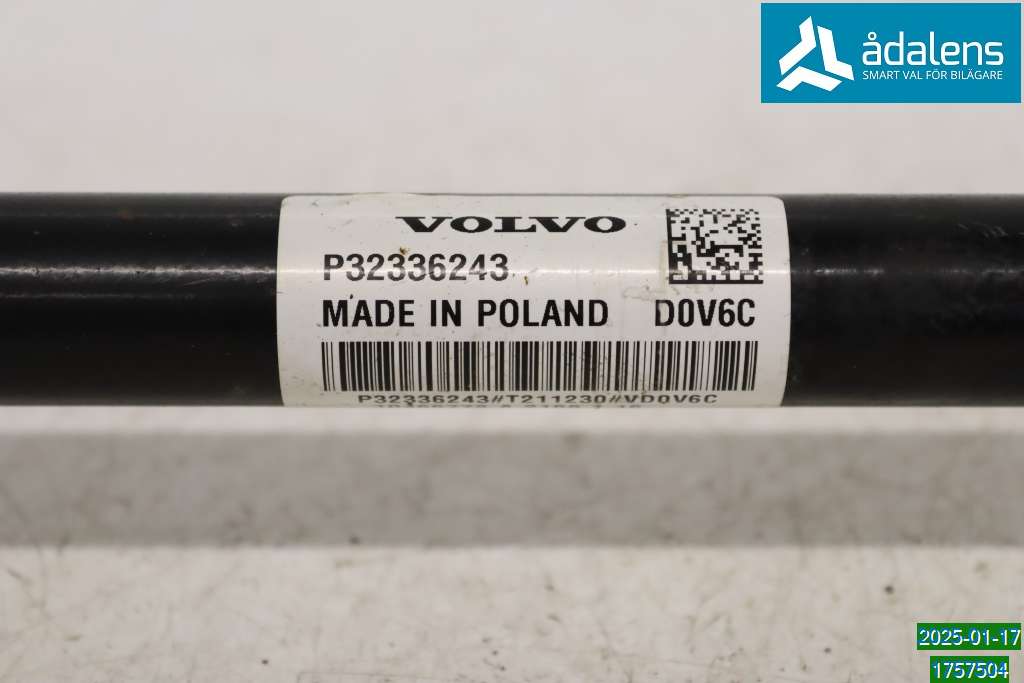 ådalens
SMART VAL FÖR BILÄGARE
VOLVO
P32336243
MADE IN POLAND D0V6C
P32336243#T211230#VD0V6C
2025-01-17
1757504